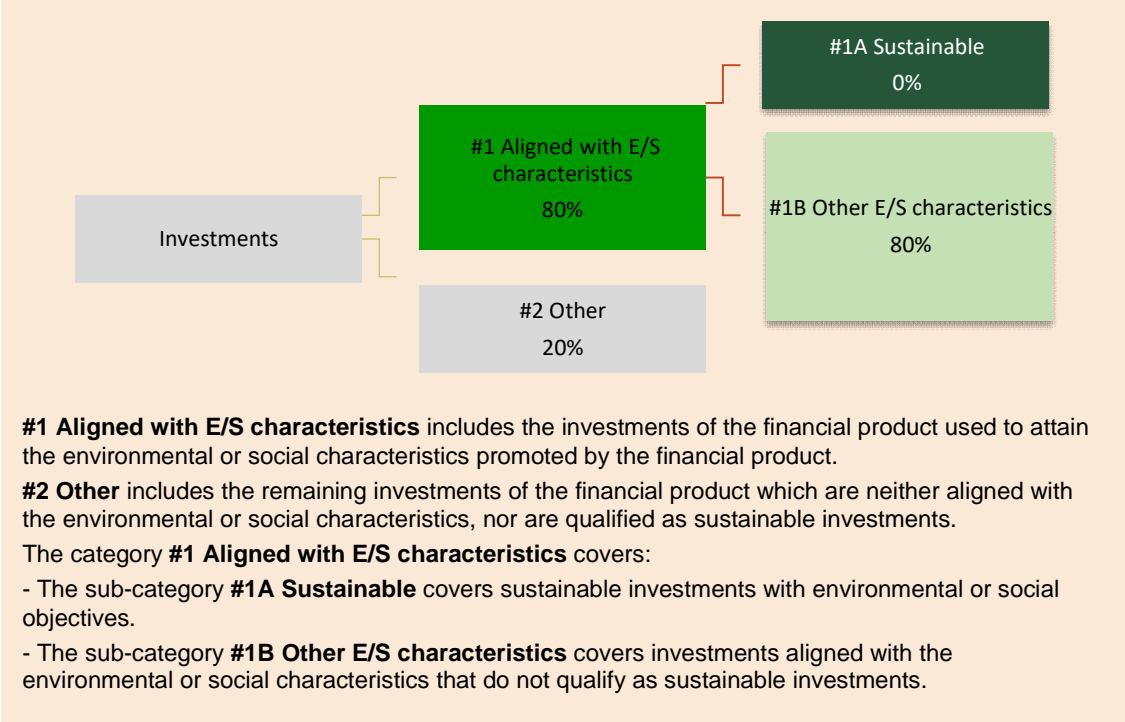 #1A Sustainable
0%
#1 Aligned with E/S
characteristics
80%
#1B Other E/S characteristics
80%
Investments
#2 Other
20%
#1 Aligned with E/S characteristics includes the investments of the financial product used to attain
the environmental or social characteristics promoted by the financial product.
#2 Other includes the remaining investments of the financial product which are neither aligned with
the environmental or social characteristics, nor are qualified as sustainable investments.
The category #1 Aligned with E/S characteristics covers:
- The sub-category #1A Sustainable covers sustainable investments with environmental or social
objectives.
- The sub-category #1B Other E/S characteristics covers investments aligned with the
environmental or social characteristics that do not qualify as sustainable investments.